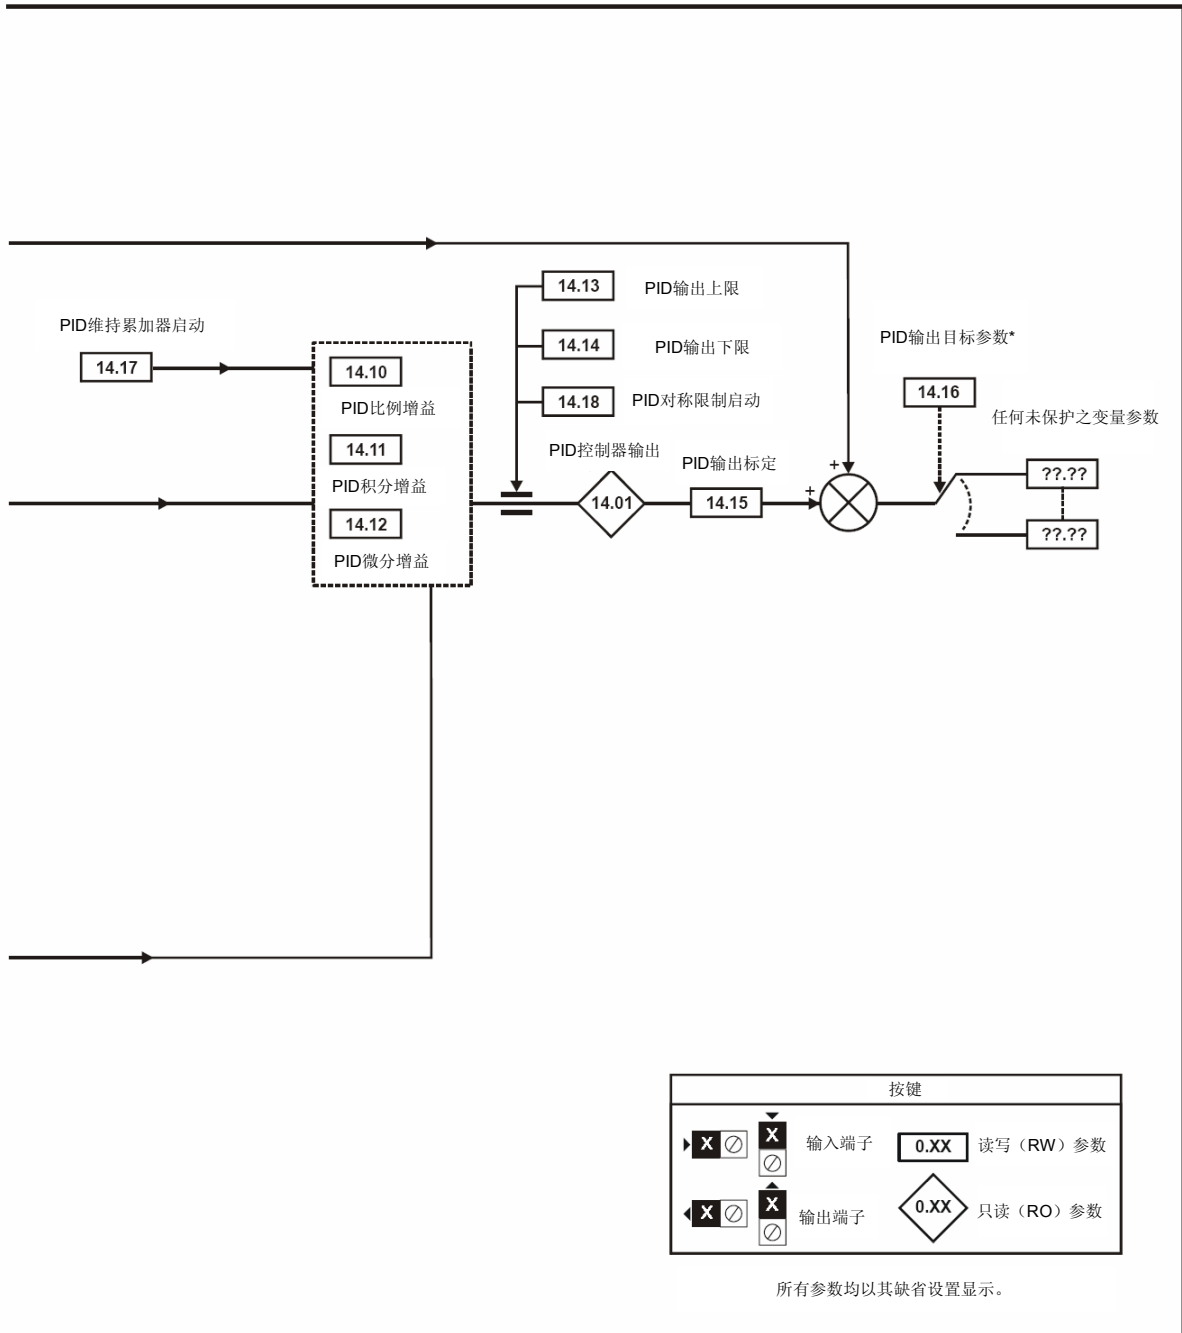 14.13
PID输出上限
PID维持累加器启动
14.17
14.14
PID输出下限
PID输出目标参数*
14.10
PID比例增益
14.18
PID对称限制启动
14.16
任何未保护之变量参数
14.11
PID积分增益
PID控制器输出
PID输出标定
+
+
??.??
14.01
14.15
14.12
PID微分增益
??.??
按键
X
X
输入端子
0.XX
读写（RW）参数
X
X
输出端子
0.XX
只读（RO）参数
所有参数均以其缺省设置显示。